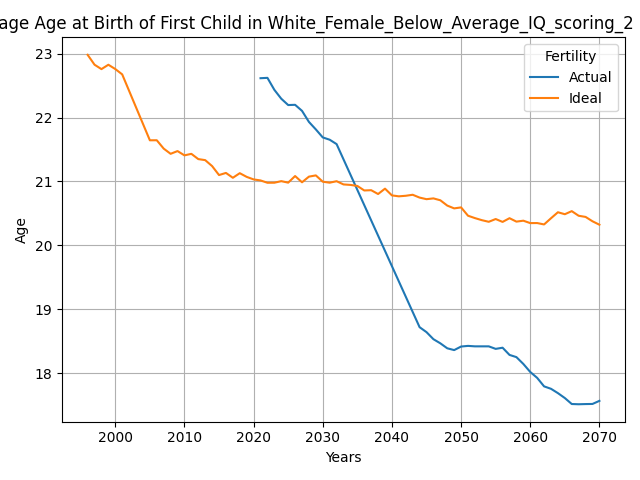 age Age at Birth of First Child in White_Female_Below_Average_IQ_scoring_2
Fertility
Actual
Ideal
23
22
21
20
19
18
Age
2000
2010
2020
2030
2040
2050
2060
2070
Years